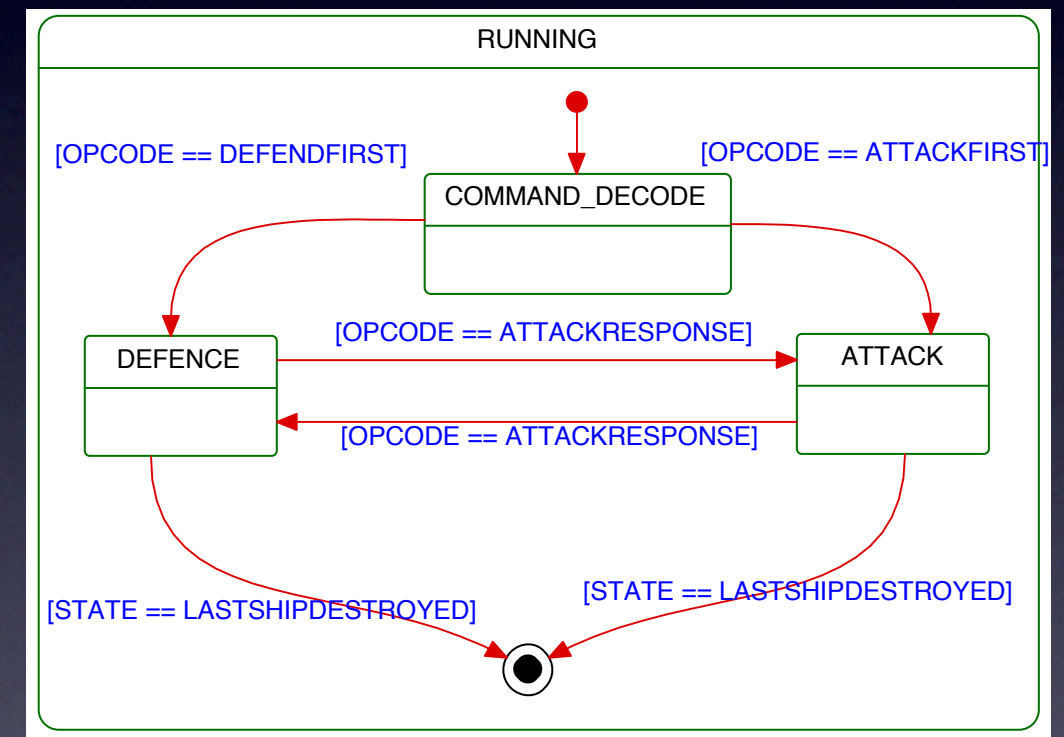 RUNNING
[OPCODE == DEFENDFIRST]
[OPCODE == ATTACKFIRST]
COMMAND_DECODE
[OPCODE == ATTACKRESPONSE]
DEFENCE
ATTACK
[OPCODE == ATTACKRESPONSE]
[STATE == LASTSHIPDESTROYED]
[STATE == LASTSHIPDESTROYED]